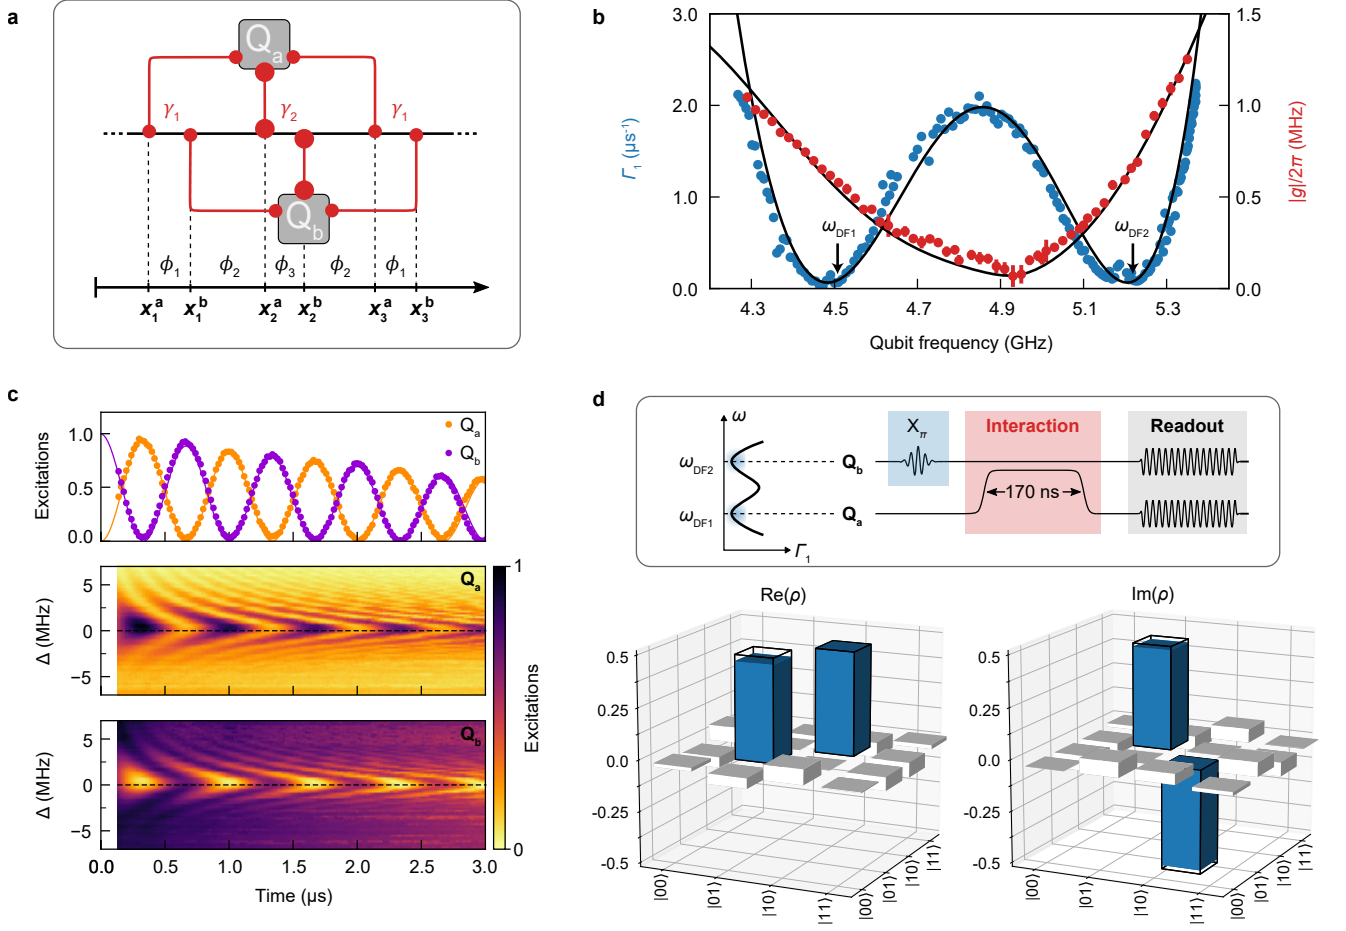 a
Q
a
γ1
γ2
γ1
Q
b
ϕ1
ϕ2
ϕ3
ϕ2
ϕ1
x1a
x1b
x2a
x2b
x3a
x3b
b
3.0
2.0
1.0
0.0
Γ1 (μs-1)
ωDF1
ωDF2
1.5
1.0
0.5
0.0
|g|/2π (MHz)
4.3
4.5
4.7
4.9
5.1
5.3
Qubit frequency (GHz)
c
1.0
0.5
0.0
Excitations
Qa
Qb
5
0
−5
Δ (MHz)
Qa
5
0
−5
Δ (MHz)
Qb
1
0
Excitations
0.0
0.5
1.0
1.5
2.0
2.5
3.0
Time (μs)
d
ω
ωDF2
ωDF1
Γ1
Qb
Qa
Xπ
Interaction
170 ns
Readout
Re(ρ)
0.5
0.25
0.0
-0.25
-0.5
|00⟩
|01⟩
|10⟩
|11⟩
|00⟩
|01⟩
|10⟩
|11⟩
Im(ρ)
0.5
0.25
0.0
-0.25
-0.5
|00⟩
|01⟩
|10⟩
|11⟩
|00⟩
|01⟩
|10⟩
|11⟩